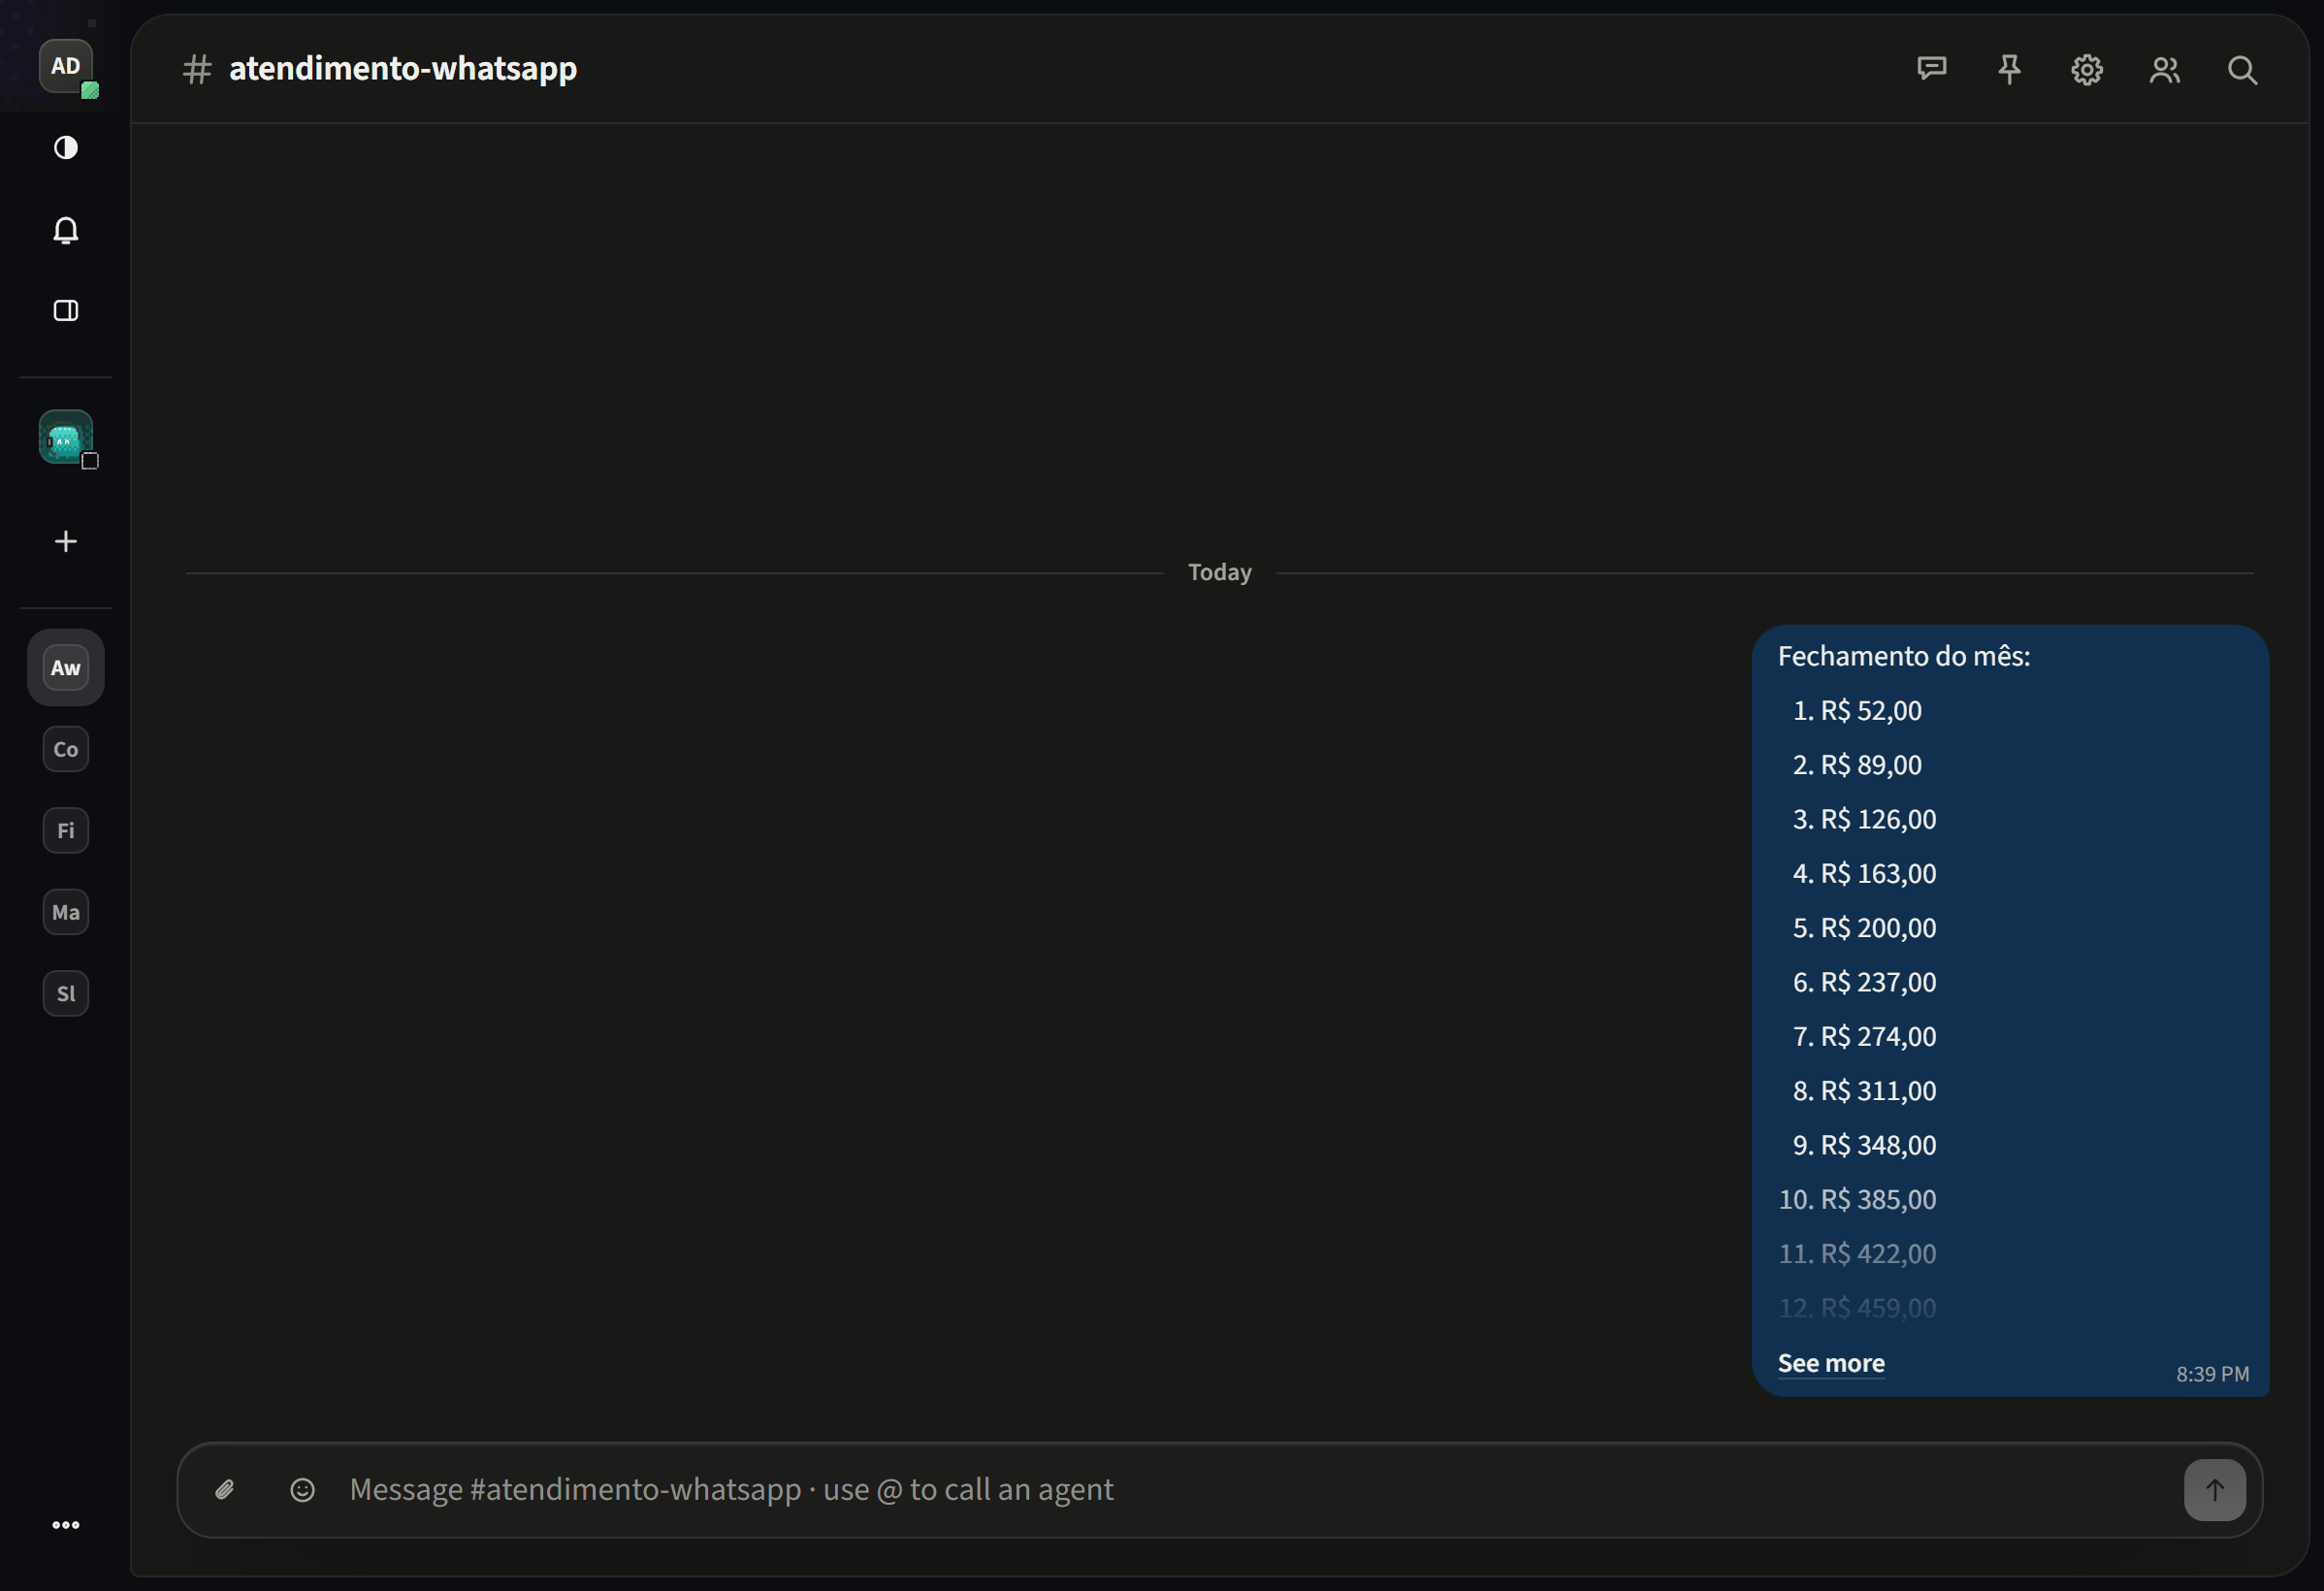 AD
# atendimento-whatsapp
Aw
Co
Fi
Ma
Sl
Today
Fechamento do mês:
1. R$ 52,00
2. R$ 89,00
3. R$ 126,00
4. R$ 163,00
5. R$ 200,00
6. R$ 237,00
7. R$ 274,00
8. R$ 311,00
9. R$ 348,00
10. R$ 385,00
11. R$ 422,00
12. R$ 459,00
See more
8:39 PM
Message #atendimento-whatsapp · use @ to call an agent